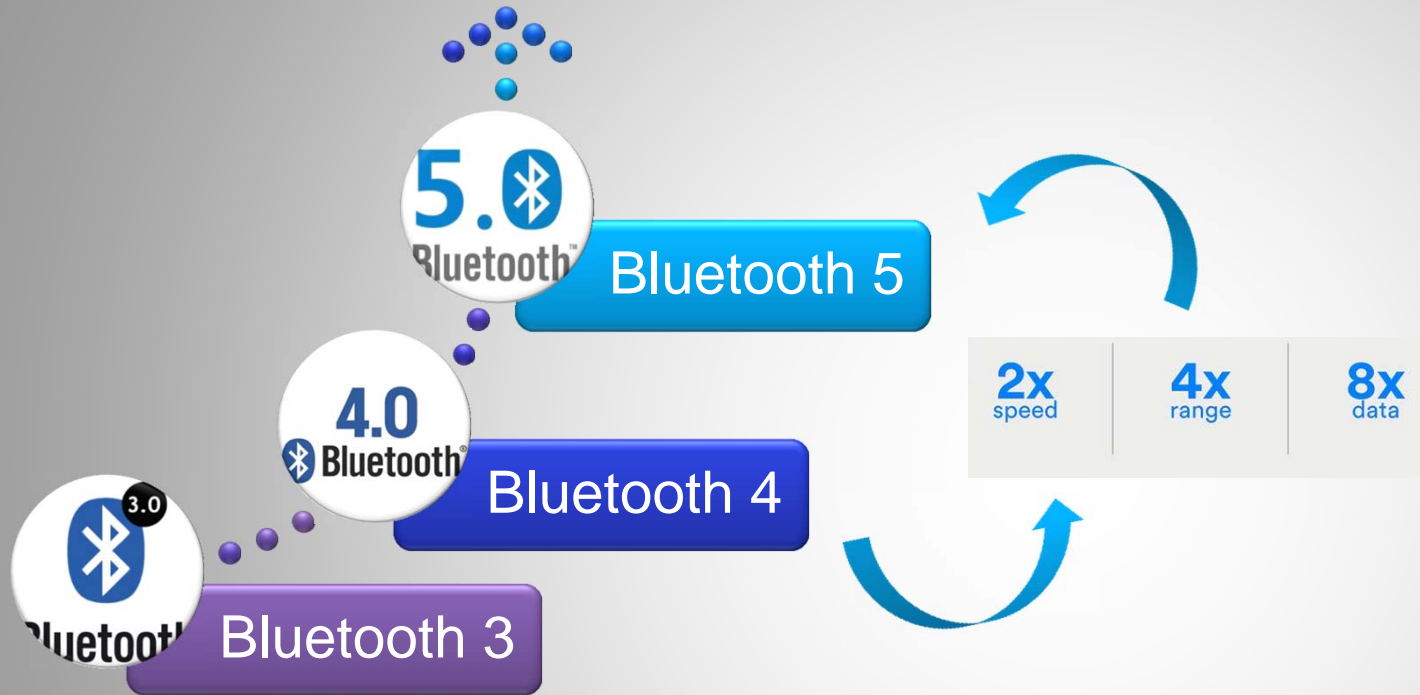 5.0
Bluetooth™
Bluetooth 5
4.0
Bluetooth®
Bluetooth 4
2x
speed
4x
range
8x
data
3.0
Bluetooth
Bluetooth 3